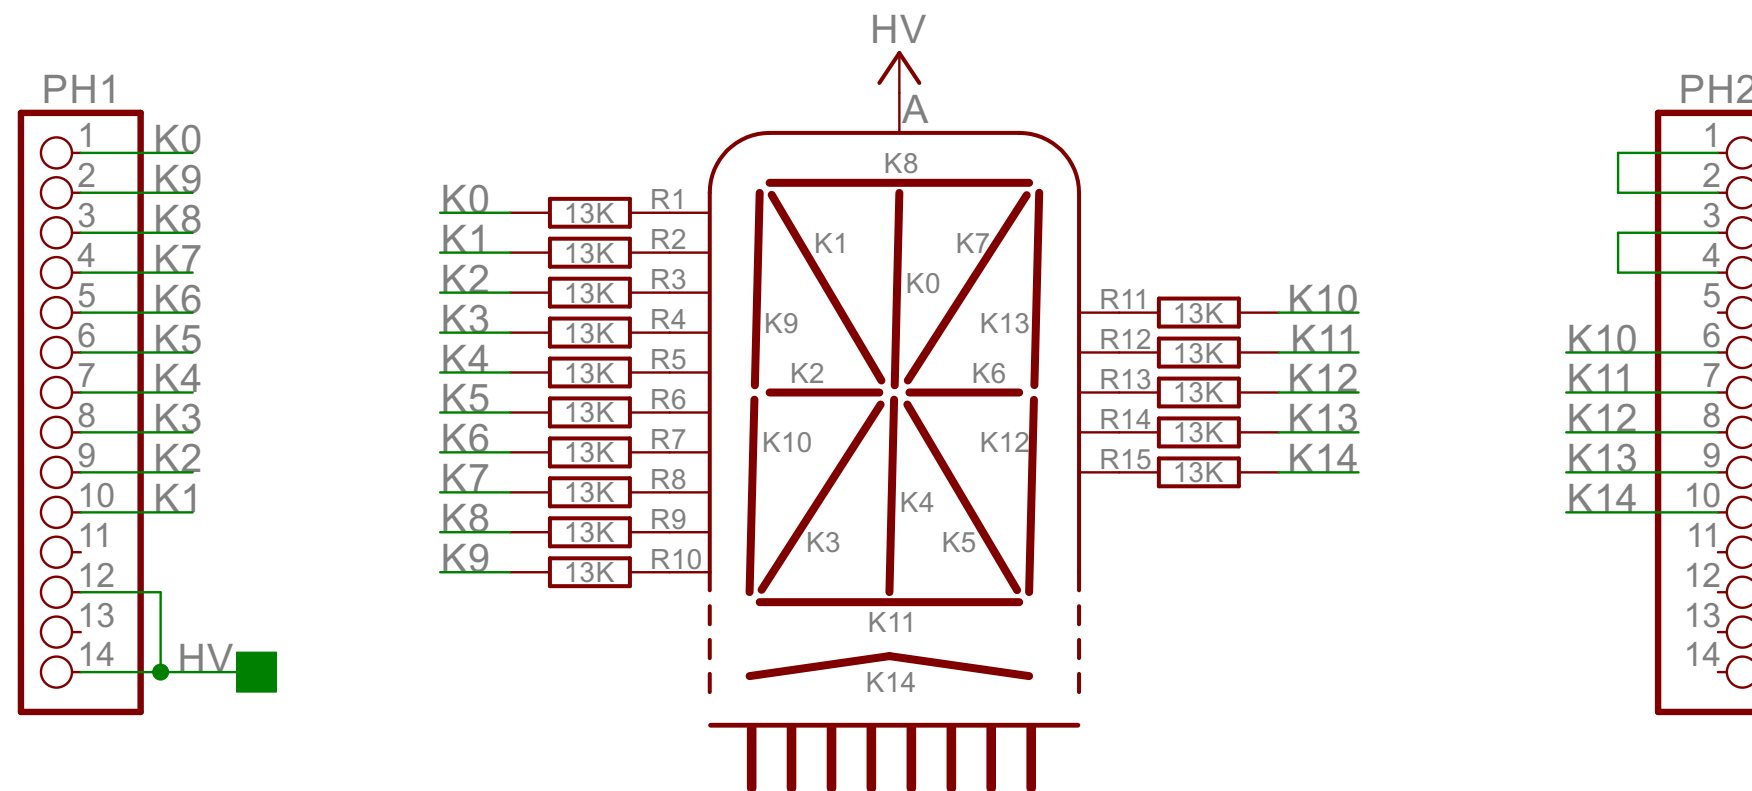 HV
A
PH1
1 K0
2 K9
3 K8
4 K7
5 K6
6 K5
7 K4
8 K3
9 K2
10 K1
11
12
13
14 HV
K0 13K R1
K1 13K R2
K2 13K R3
K3 13K R4
K4 13K R5
K5 13K R6
K6 13K R7
K7 13K R8
K8 13K R9
K9 13K R10
K8
K1 K7
K0
K9 K13
K2 K6
K10 K12
K4
K3 K5
K11
K14
R11 13K K10
R12 13K K11
R13 13K K12
R14 13K K13
R15 13K K14
PH2
1
2
3
4
5
K10 6
K11 7
K12 8
K13 9
K14 10
11
12
13
14